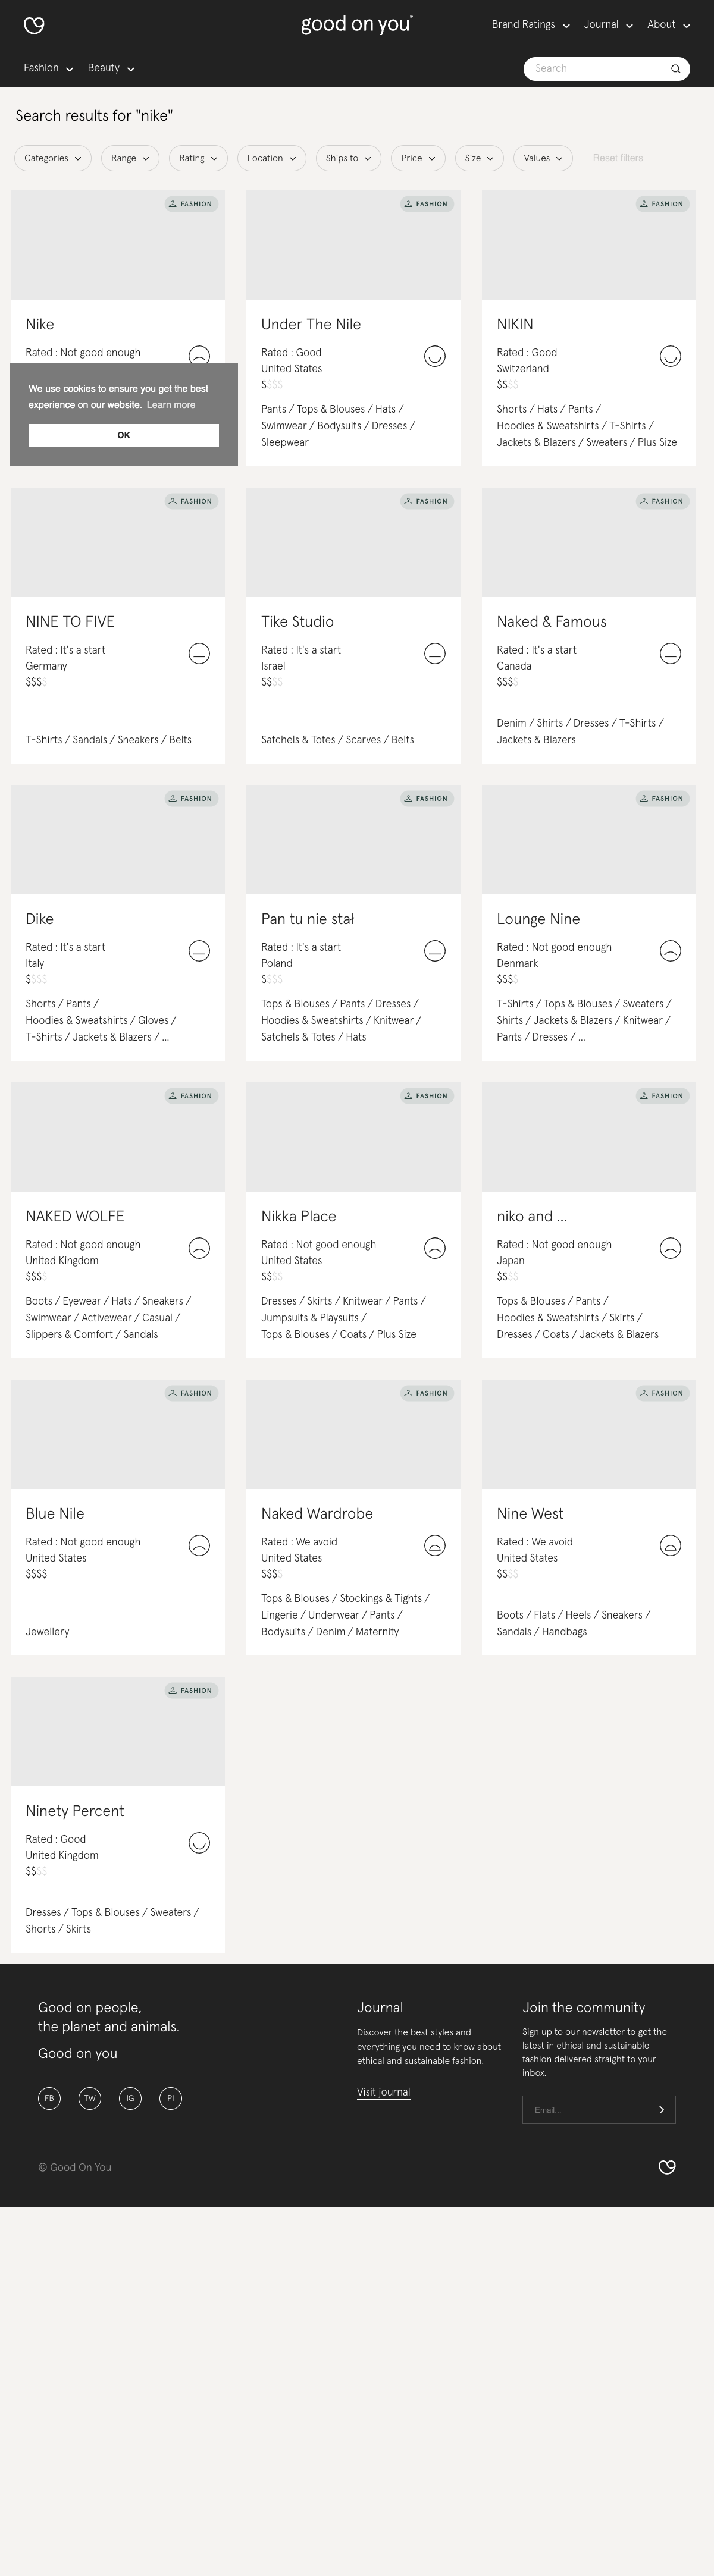 good on you
Brand Ratings
Journal
About
Fashion
Beauty
Search
Search results for "nike"
Categories
Range
Rating
Location
Ships to
Price
Size
Values
Reset filters
FASHION
Nike
Rated : Not good enough
We use cookies to ensure you get the best
experience on our website. Learn more
OK
FASHION
Under The Nile
Rated : Good
United States
$$$$
Pants / Tops & Blouses / Hats /
Swimwear / Bodysuits / Dresses /
Sleepwear
FASHION
NIKIN
Rated : Good
Switzerland
$$$$
Shorts / Hats / Pants /
Hoodies & Sweatshirts / T-Shirts /
Jackets & Blazers / Sweaters / Plus Size
FASHION
NINE TO FIVE
Rated : It's a start
Germany
$$$$
T-Shirts / Sandals / Sneakers / Belts
FASHION
Tike Studio
Rated : It's a start
Israel
$$$$
Satchels & Totes / Scarves / Belts
FASHION
Naked & Famous
Rated : It's a start
Canada
$$$$
Denim / Shirts / Dresses / T-Shirts /
Jackets & Blazers
FASHION
Dike
Rated : It's a start
Italy
$$$$
Shorts / Pants /
Hoodies & Sweatshirts / Gloves /
T-Shirts / Jackets & Blazers / ...
FASHION
Pan tu nie stał
Rated : It's a start
Poland
$$$$
Tops & Blouses / Pants / Dresses /
Hoodies & Sweatshirts / Knitwear /
Satchels & Totes / Hats
FASHION
Lounge Nine
Rated : Not good enough
Denmark
$$$$
T-Shirts / Tops & Blouses / Sweaters /
Shirts / Jackets & Blazers / Knitwear /
Pants / Dresses / ...
FASHION
NAKED WOLFE
Rated : Not good enough
United Kingdom
$$$$
Boots / Eyewear / Hats / Sneakers /
Swimwear / Activewear / Casual /
Slippers & Comfort / Sandals
FASHION
Nikka Place
Rated : Not good enough
United States
$$$$
Dresses / Skirts / Knitwear / Pants /
Jumpsuits & Playsuits /
Tops & Blouses / Coats / Plus Size
FASHION
niko and ...
Rated : Not good enough
Japan
$$$$
Tops & Blouses / Pants /
Hoodies & Sweatshirts / Skirts /
Dresses / Coats / Jackets & Blazers
FASHION
Blue Nile
Rated : Not good enough
United States
$$$$
Jewellery
FASHION
Naked Wardrobe
Rated : We avoid
United States
$$$$
Tops & Blouses / Stockings & Tights /
Lingerie / Underwear / Pants /
Bodysuits / Denim / Maternity
FASHION
Nine West
Rated : We avoid
United States
$$$$
Boots / Flats / Heels / Sneakers /
Sandals / Handbags
FASHION
Ninety Percent
Rated : Good
United Kingdom
$$$$
Dresses / Tops & Blouses / Sweaters /
Shorts / Skirts
Good on people,
the planet and animals.
Good on you
FB
TW
IG
PI
Journal
Discover the best styles and
everything you need to know about
ethical and sustainable fashion.
Visit journal
Join the community
Sign up to our newsletter to get the
latest in ethical and sustainable
fashion delivered straight to your
inbox.
Email...
© Good On You